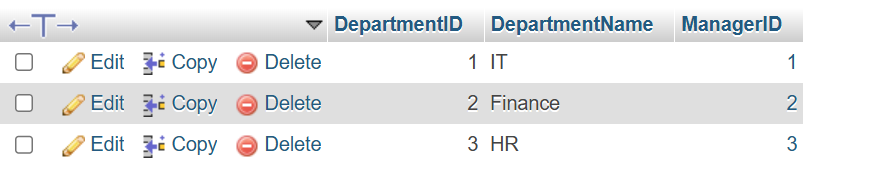 DepartmentID DepartmentName ManagerID
Edit Copy Delete 1 IT 1
Edit Copy Delete 2 Finance 2
Edit Copy Delete 3 HR 3